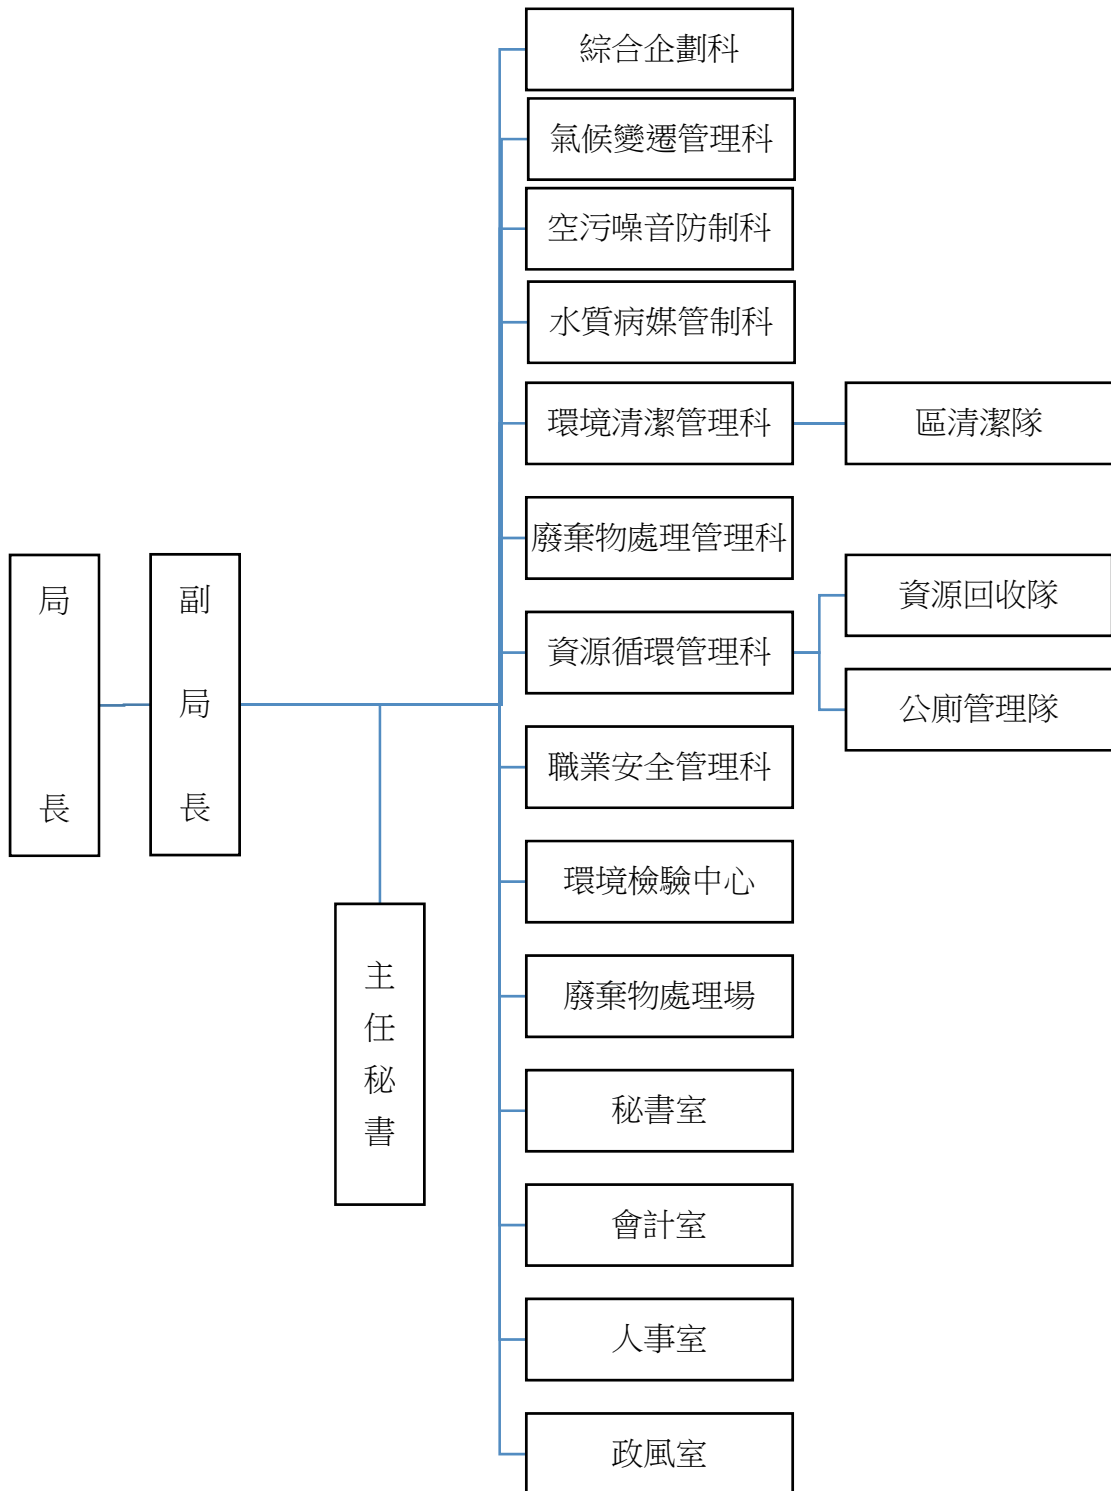 局長
副局長
主任秘書
綜合企劃科
氣候變遷管理科
空污噪音防制科
水質病媒管制科
環境清潔管理科
區清潔隊
廢棄物處理管理科
資源循環管理科
資源回收隊
公廁管理隊
職業安全管理科
環境檢驗中心
廢棄物處理場
秘書室
會計室
人事室
政風室